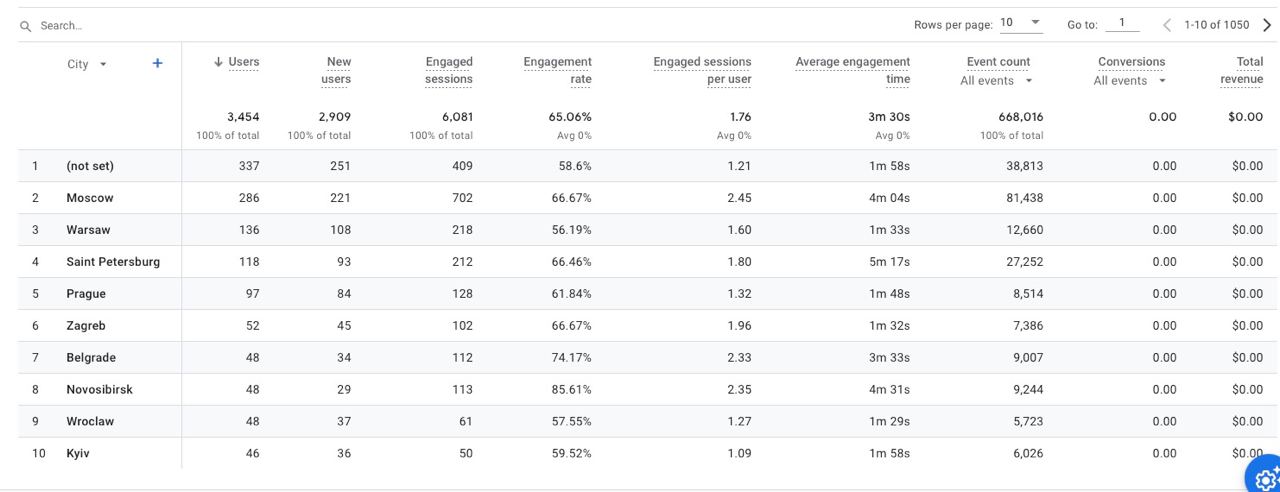 Search... Rows per page: 10 Go to: 1 1-10 of 1050
City + Users New users Engaged sessions Engagement rate Engaged sessions per user Average engagement time Event count All events Conversions All events Total revenue
3,454 2,909 6,081 65.06% 1.76 3m 30s 668,016 0.00 $0.00
100% of total 100% of total 100% of total Avg 0% Avg 0% Avg 0% 100% of total
1 (not set) 337 251 409 58.6% 1.21 1m 58s 38,813 0.00 $0.00
2 Moscow 286 221 702 66.67% 2.45 4m 04s 81,438 0.00 $0.00
3 Warsaw 136 108 218 56.19% 1.60 1m 33s 12,660 0.00 $0.00
4 Saint Petersburg 118 93 212 66.46% 1.80 5m 17s 27,252 0.00 $0.00
5 Prague 97 84 128 61.84% 1.32 1m 48s 8,514 0.00 $0.00
6 Zagreb 52 45 102 66.67% 1.96 1m 32s 7,386 0.00 $0.00
7 Belgrade 48 34 112 74.17% 2.33 3m 33s 9,007 0.00 $0.00
8 Novosibirsk 48 29 113 85.61% 2.35 4m 31s 9,244 0.00 $0.00
9 Wroclaw 48 37 61 57.55% 1.27 1m 29s 5,723 0.00 $0.00
10 Kyiv 46 36 50 59.52% 1.09 1m 58s 6,026 0.00 $0.00